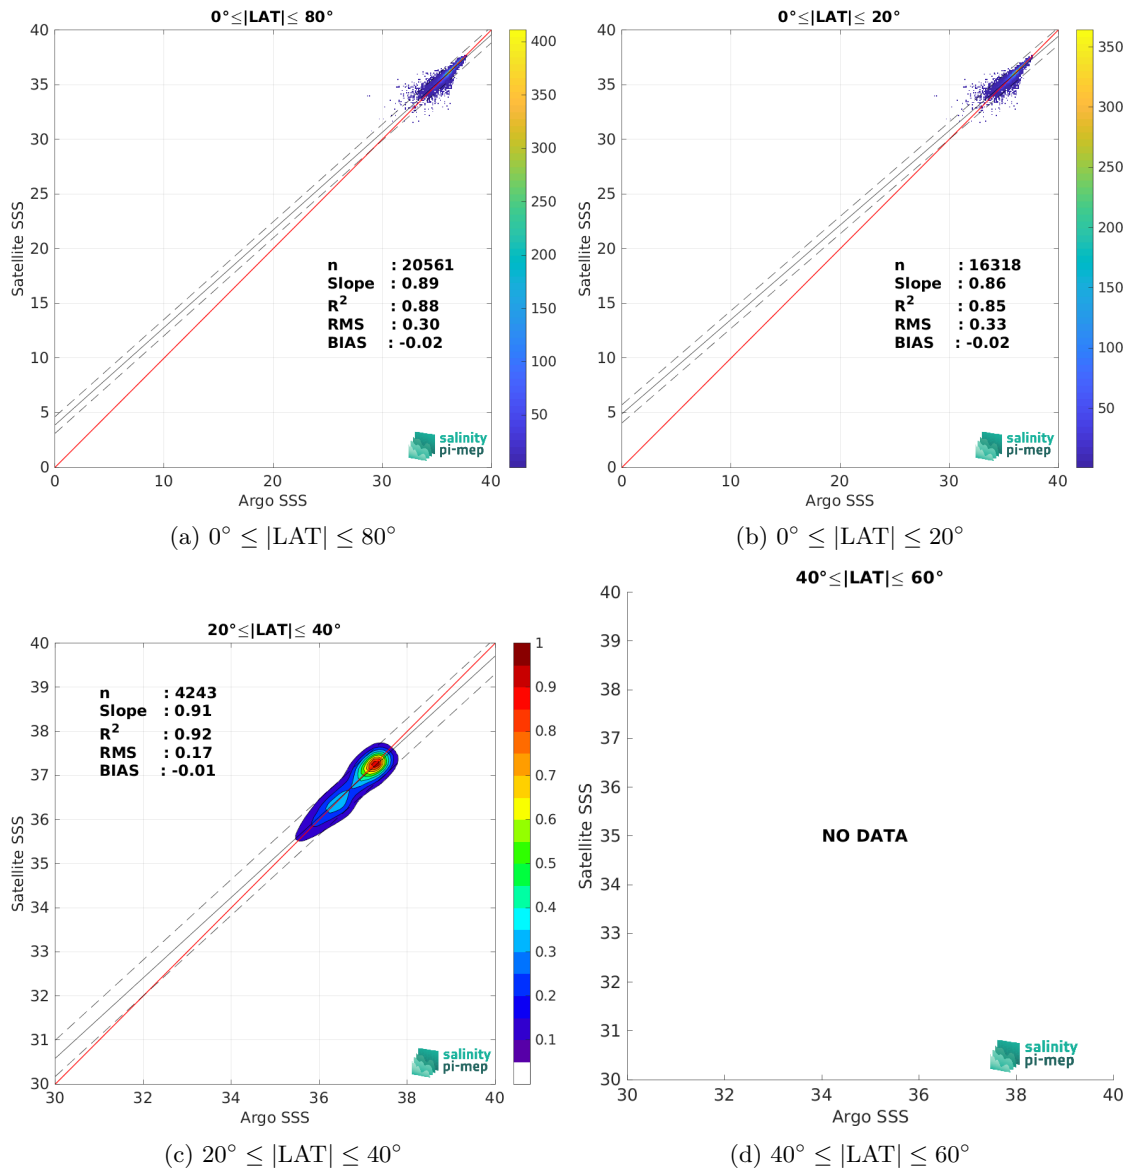 0°≤|LAT|≤ 80°
40
35
30
25
20
15
10
5
0
0
10
20
30
40
Satellite SSS
Argo SSS
n : 20561
Slope : 0.89
R² : 0.88
RMS : 0.30
BIAS : -0.02
salinity
pi-mep
400
350
300
250
200
150
100
50
(a) 0° ≤ |LAT| ≤ 80°
0°≤|LAT|≤ 20°
40
35
30
25
20
15
10
5
0
0
10
20
30
40
Satellite SSS
Argo SSS
n : 16318
Slope : 0.86
R² : 0.85
RMS : 0.33
BIAS : -0.02
salinity
pi-mep
350
300
250
200
150
100
50
(b) 0° ≤ |LAT| ≤ 20°
20°≤|LAT|≤ 40°
40
39
38
37
36
35
34
33
32
31
30
30
32
34
36
38
40
Satellite SSS
Argo SSS
n : 4243
Slope : 0.91
R² : 0.92
RMS : 0.17
BIAS : -0.01
salinity
pi-mep
1
0.9
0.8
0.7
0.6
0.5
0.4
0.3
0.2
0.1
(c) 20° ≤ |LAT| ≤ 40°
40°≤|LAT|≤ 60°
40
39
38
37
36
35
34
33
32
31
30
30
32
34
36
38
40
Satellite SSS
Argo SSS
NO DATA
salinity
pi-mep
(d) 40° ≤ |LAT| ≤ 60°